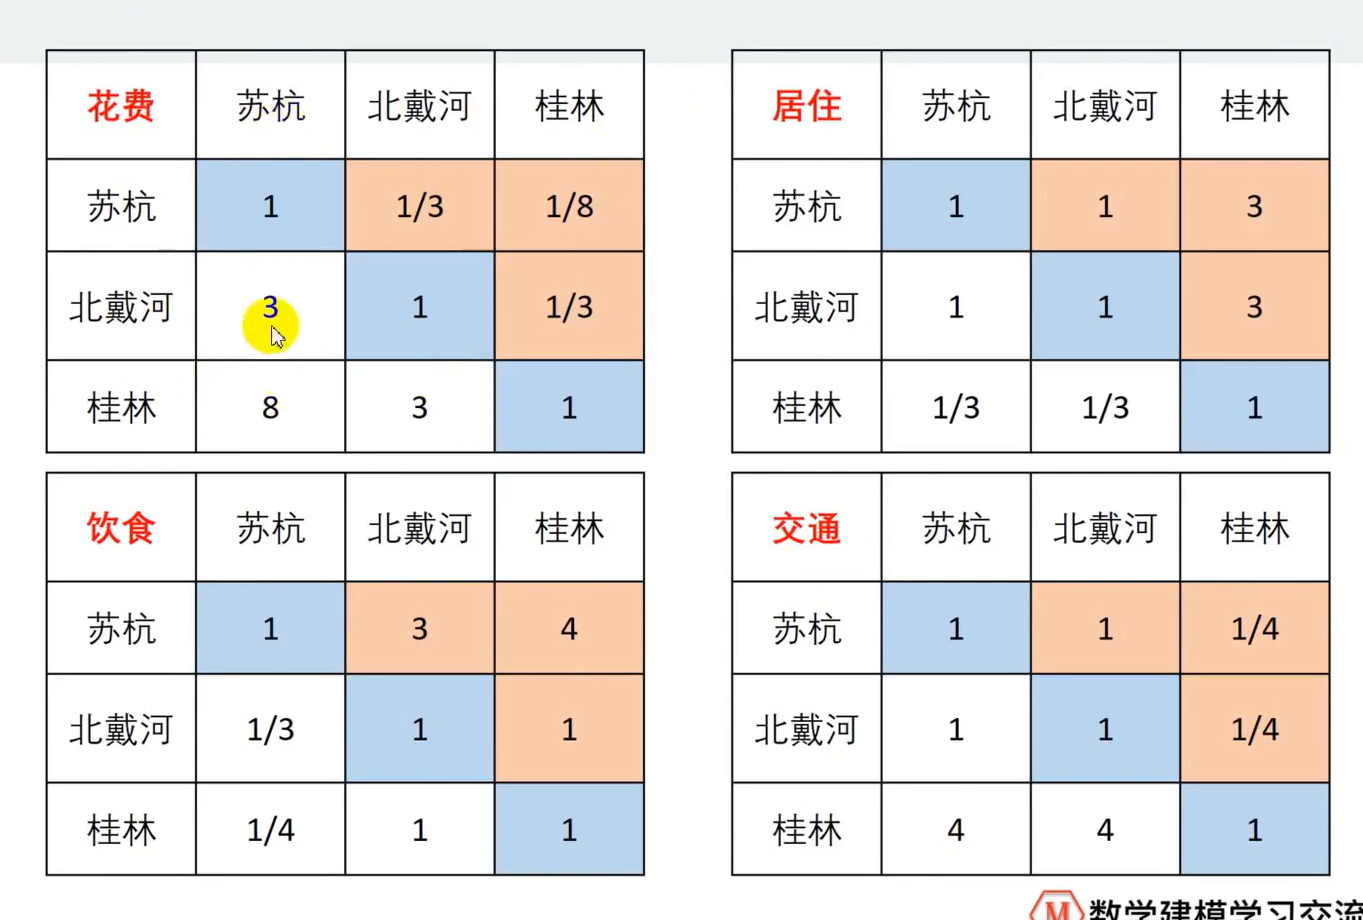 花费 苏杭 北戴河 桂林
苏杭 1 1/3 1/8
北戴河 3 1 1/3
桂林 8 3 1
居住 苏杭 北戴河 桂林
苏杭 1 1 3
北戴河 1 1 3
桂林 1/3 1/3 1
饮食 苏杭 北戴河 桂林
苏杭 1 3 4
北戴河 1/3 1 1
桂林 1/4 1 1
交通 苏杭 北戴河 桂林
苏杭 1 1 1/4
北戴河 1 1 1/4
桂林 4 4 1
M 数学建模学习交流